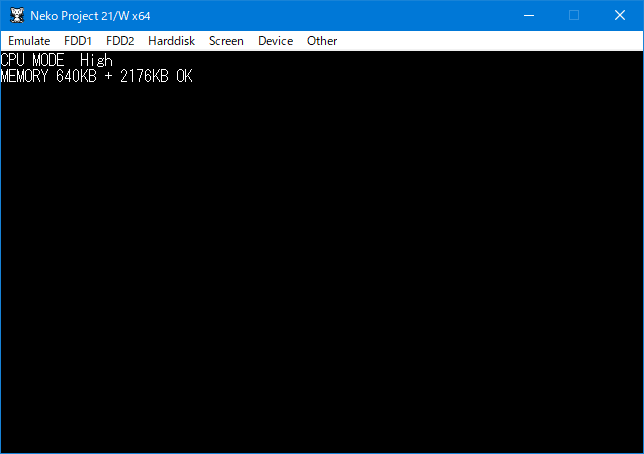 Neko Project 21/W x64
Emulate FDD1 FDD2 Harddisk Screen Device Other
CPU MODE  High
MEMORY 640KB + 2176KB OK